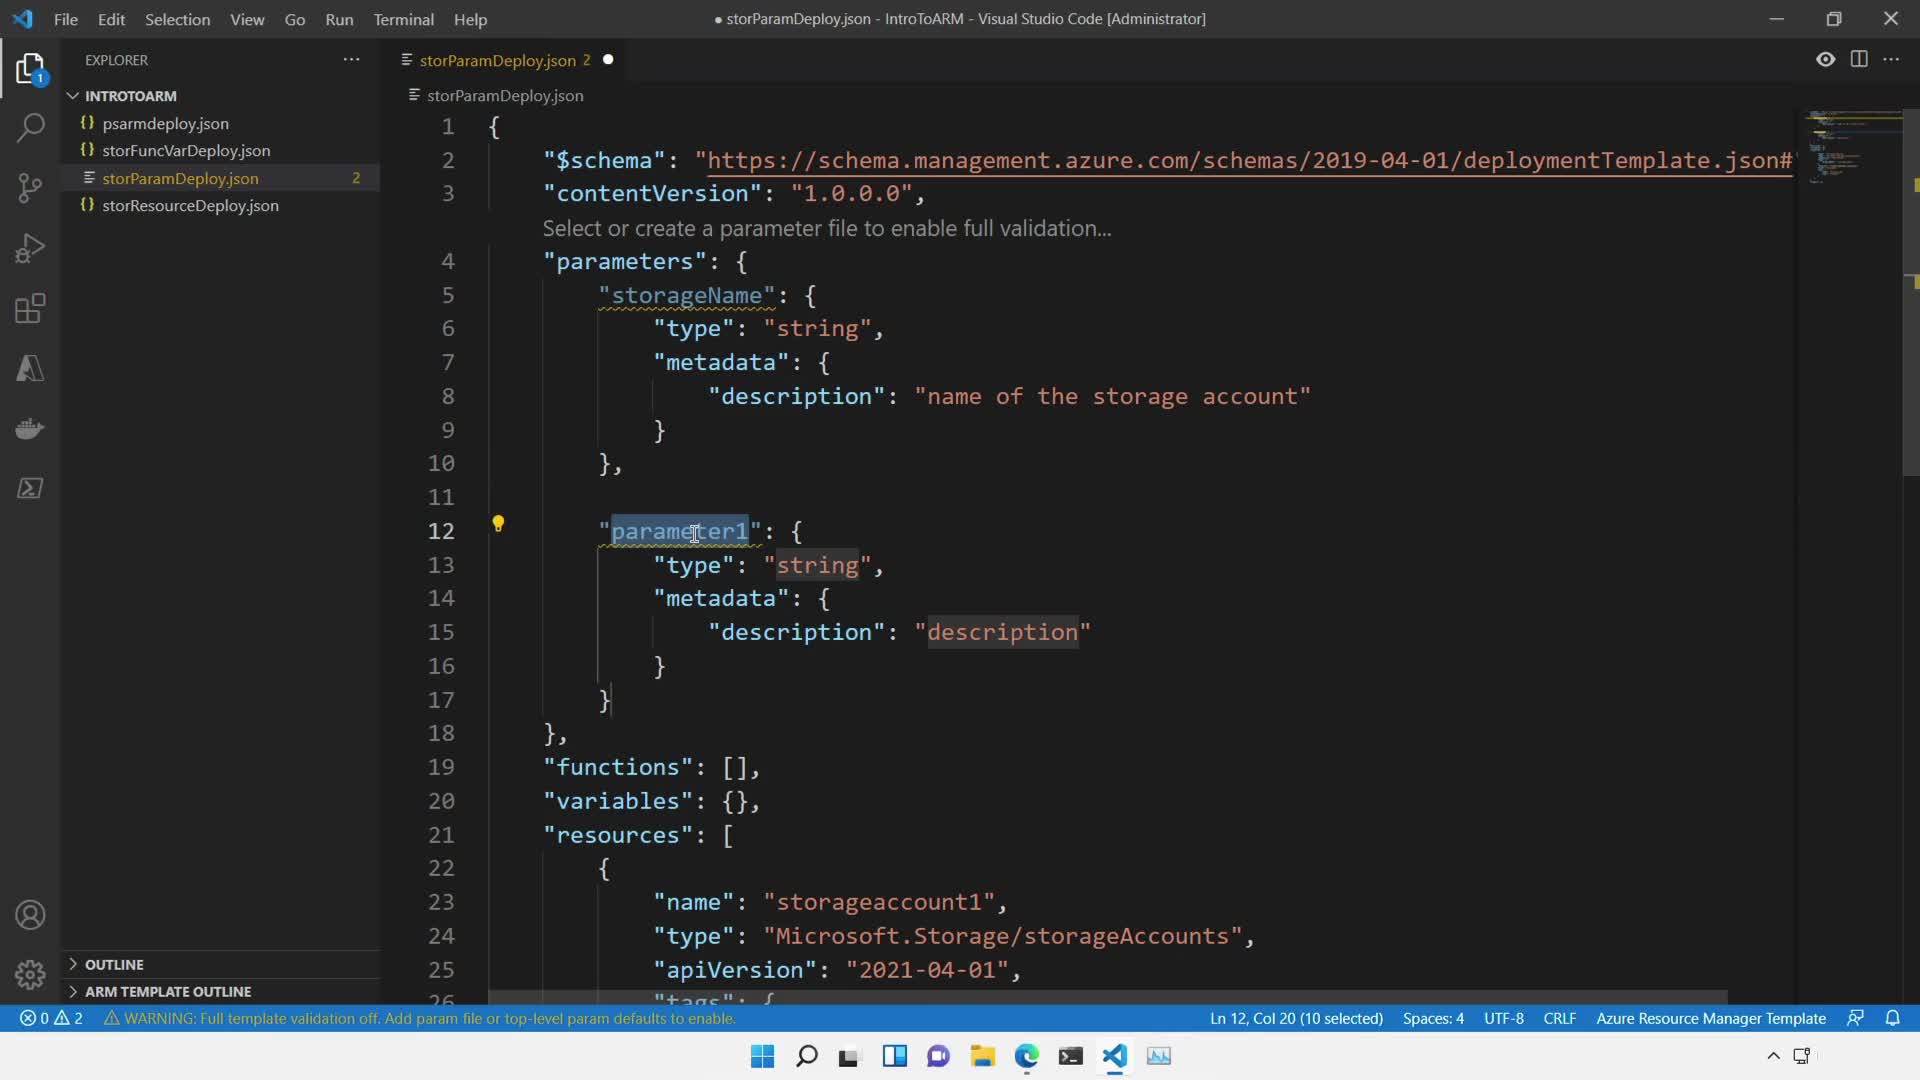 File Edit Selection View Go Run Terminal Help
● storParamDeploy.json - IntroToARM - Visual Studio Code [Administrator]
EXPLORER
1
INTROTOARM
psarmdeploy.json
storFuncVarDeploy.json
storParamDeploy.json 2
storResourceDeploy.json
OUTLINE
ARM TEMPLATE OUTLINE
storParamDeploy.json 2
storParamDeploy.json
1 {
2 "$schema": "https://schema.management.azure.com/schemas/2019-04-01/deploymentTemplate.json#"
3 "contentVersion": "1.0.0.0",
Select or create a parameter file to enable full validation...
4 "parameters": {
5 "storageName": {
6 "type": "string",
7 "metadata": {
8 "description": "name of the storage account"
9 }
10 },
11
12 "parameter1": {
13 "type": "string",
14 "metadata": {
15 "description": "description"
16 }
17 }
18 },
19 "functions": [],
20 "variables": {},
21 "resources": [
22 {
23 "name": "storageaccount1",
24 "type": "Microsoft.Storage/storageAccounts",
25 "apiVersion": "2021-04-01",
26 "tags": {
0 2 WARNING: Full template validation off. Add param file or top-level param defaults to enable. Ln 12, Col 20 (10 selected) Spaces: 4 UTF-8 CRLF Azure Resource Manager Template